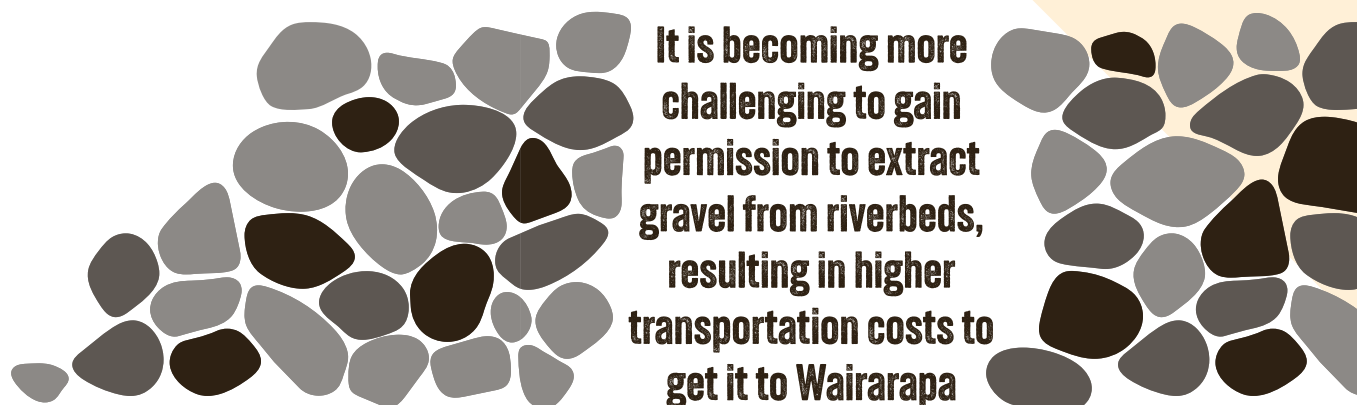 It is becoming more
challenging to gain
permission to extract
gravel from riverbeds,
resulting in higher
transportation costs to
get it to Wairarapa